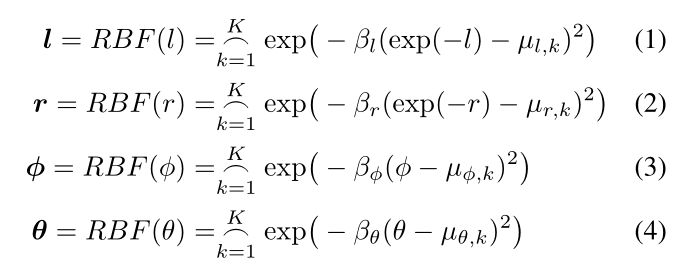 l = RBF(l) = ⌢_{k=1}^{K} exp(−β_l(exp(−l) − μ_{l,k})²) (1)
r = RBF(r) = ⌢_{k=1}^{K} exp(−β_r(exp(−r) − μ_{r,k})²) (2)
ϕ = RBF(ϕ) = ⌢_{k=1}^{K} exp(−β_ϕ(ϕ − μ_{ϕ,k})²) (3)
θ = RBF(θ) = ⌢_{k=1}^{K} exp(−β_θ(θ − μ_{θ,k})²) (4)